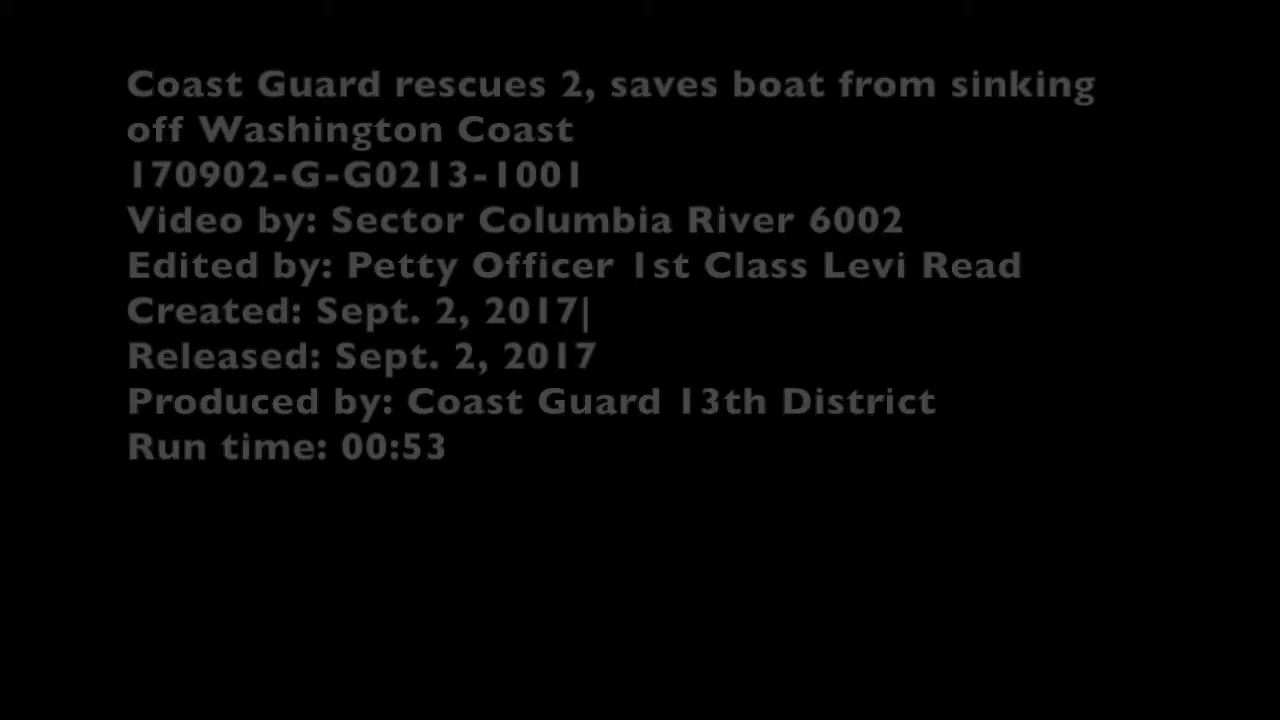 Coast Guard rescues 2, saves boat from sinking
off Washington Coast
170902-G-G0213-1001
Video by: Sector Columbia River 6002
Edited by: Petty Officer 1st Class Levi Read
Created: Sept. 2, 2017|
Released: Sept. 2, 2017
Produced by: Coast Guard 13th District
Run time: 00:53